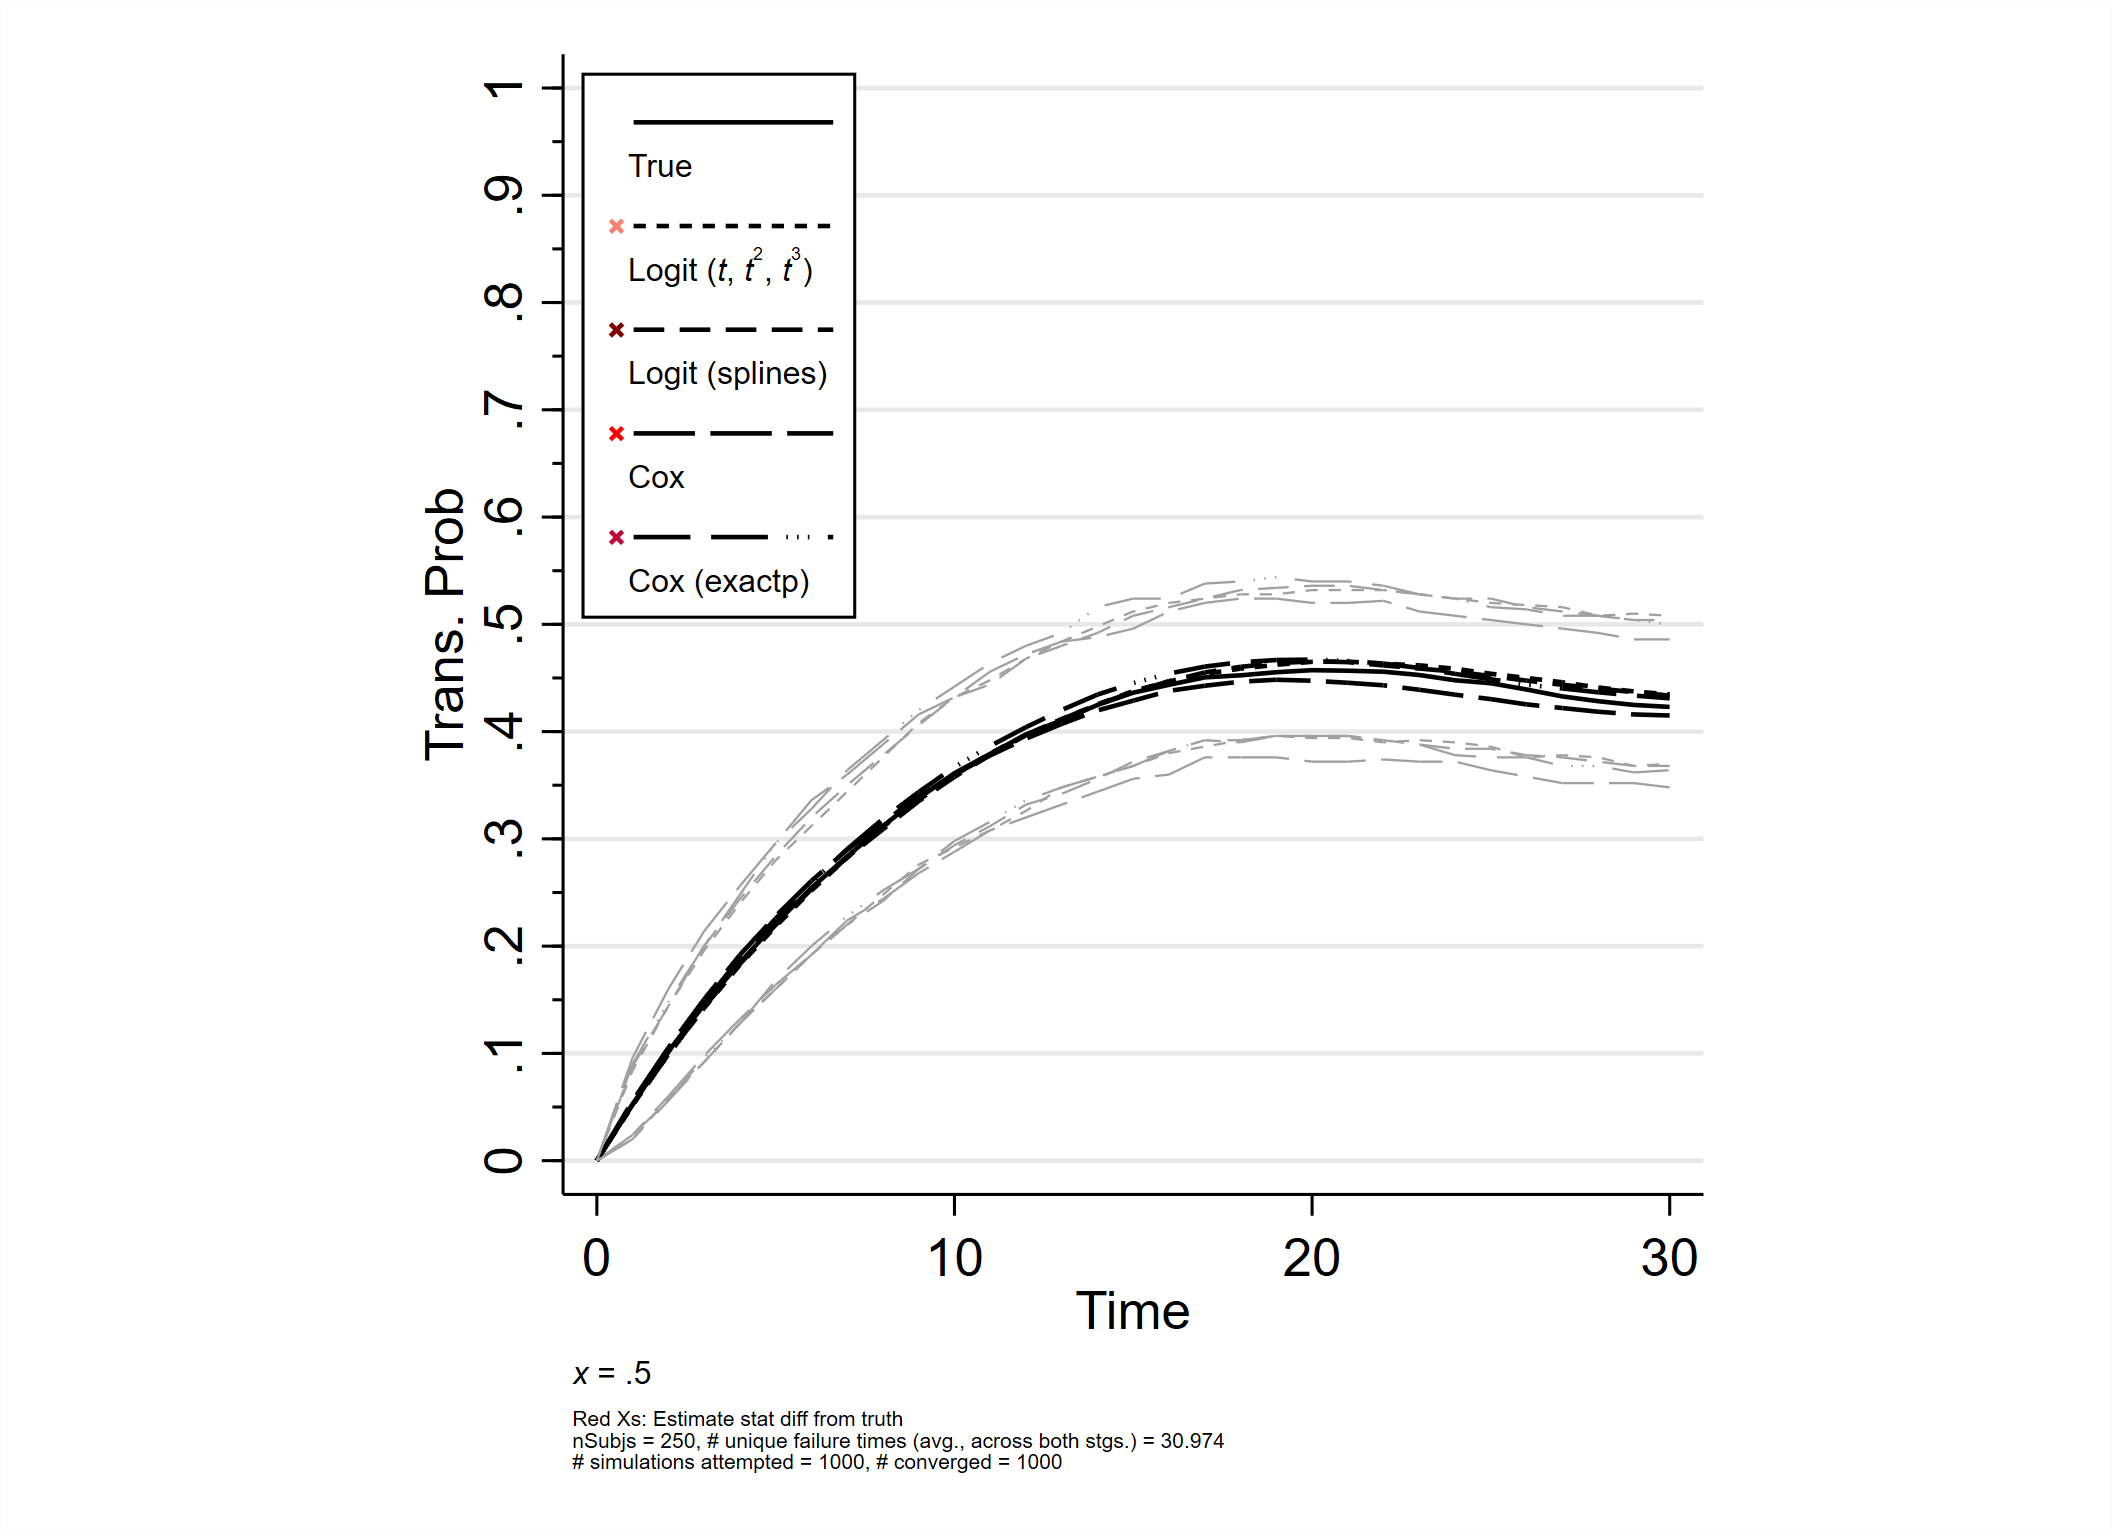 True
Logit (t, t², t³)
Logit (splines)
Cox
Cox (exactp)
Trans. Prob
1
.9
.8
.7
.6
.5
.4
.3
.2
.1
0
0 10 20 30
Time
x = .5
Red Xs: Estimate stat diff from truth
nSubjs = 250, # unique failure times (avg., across both stgs.) = 30.974
# simulations attempted = 1000, # converged = 1000